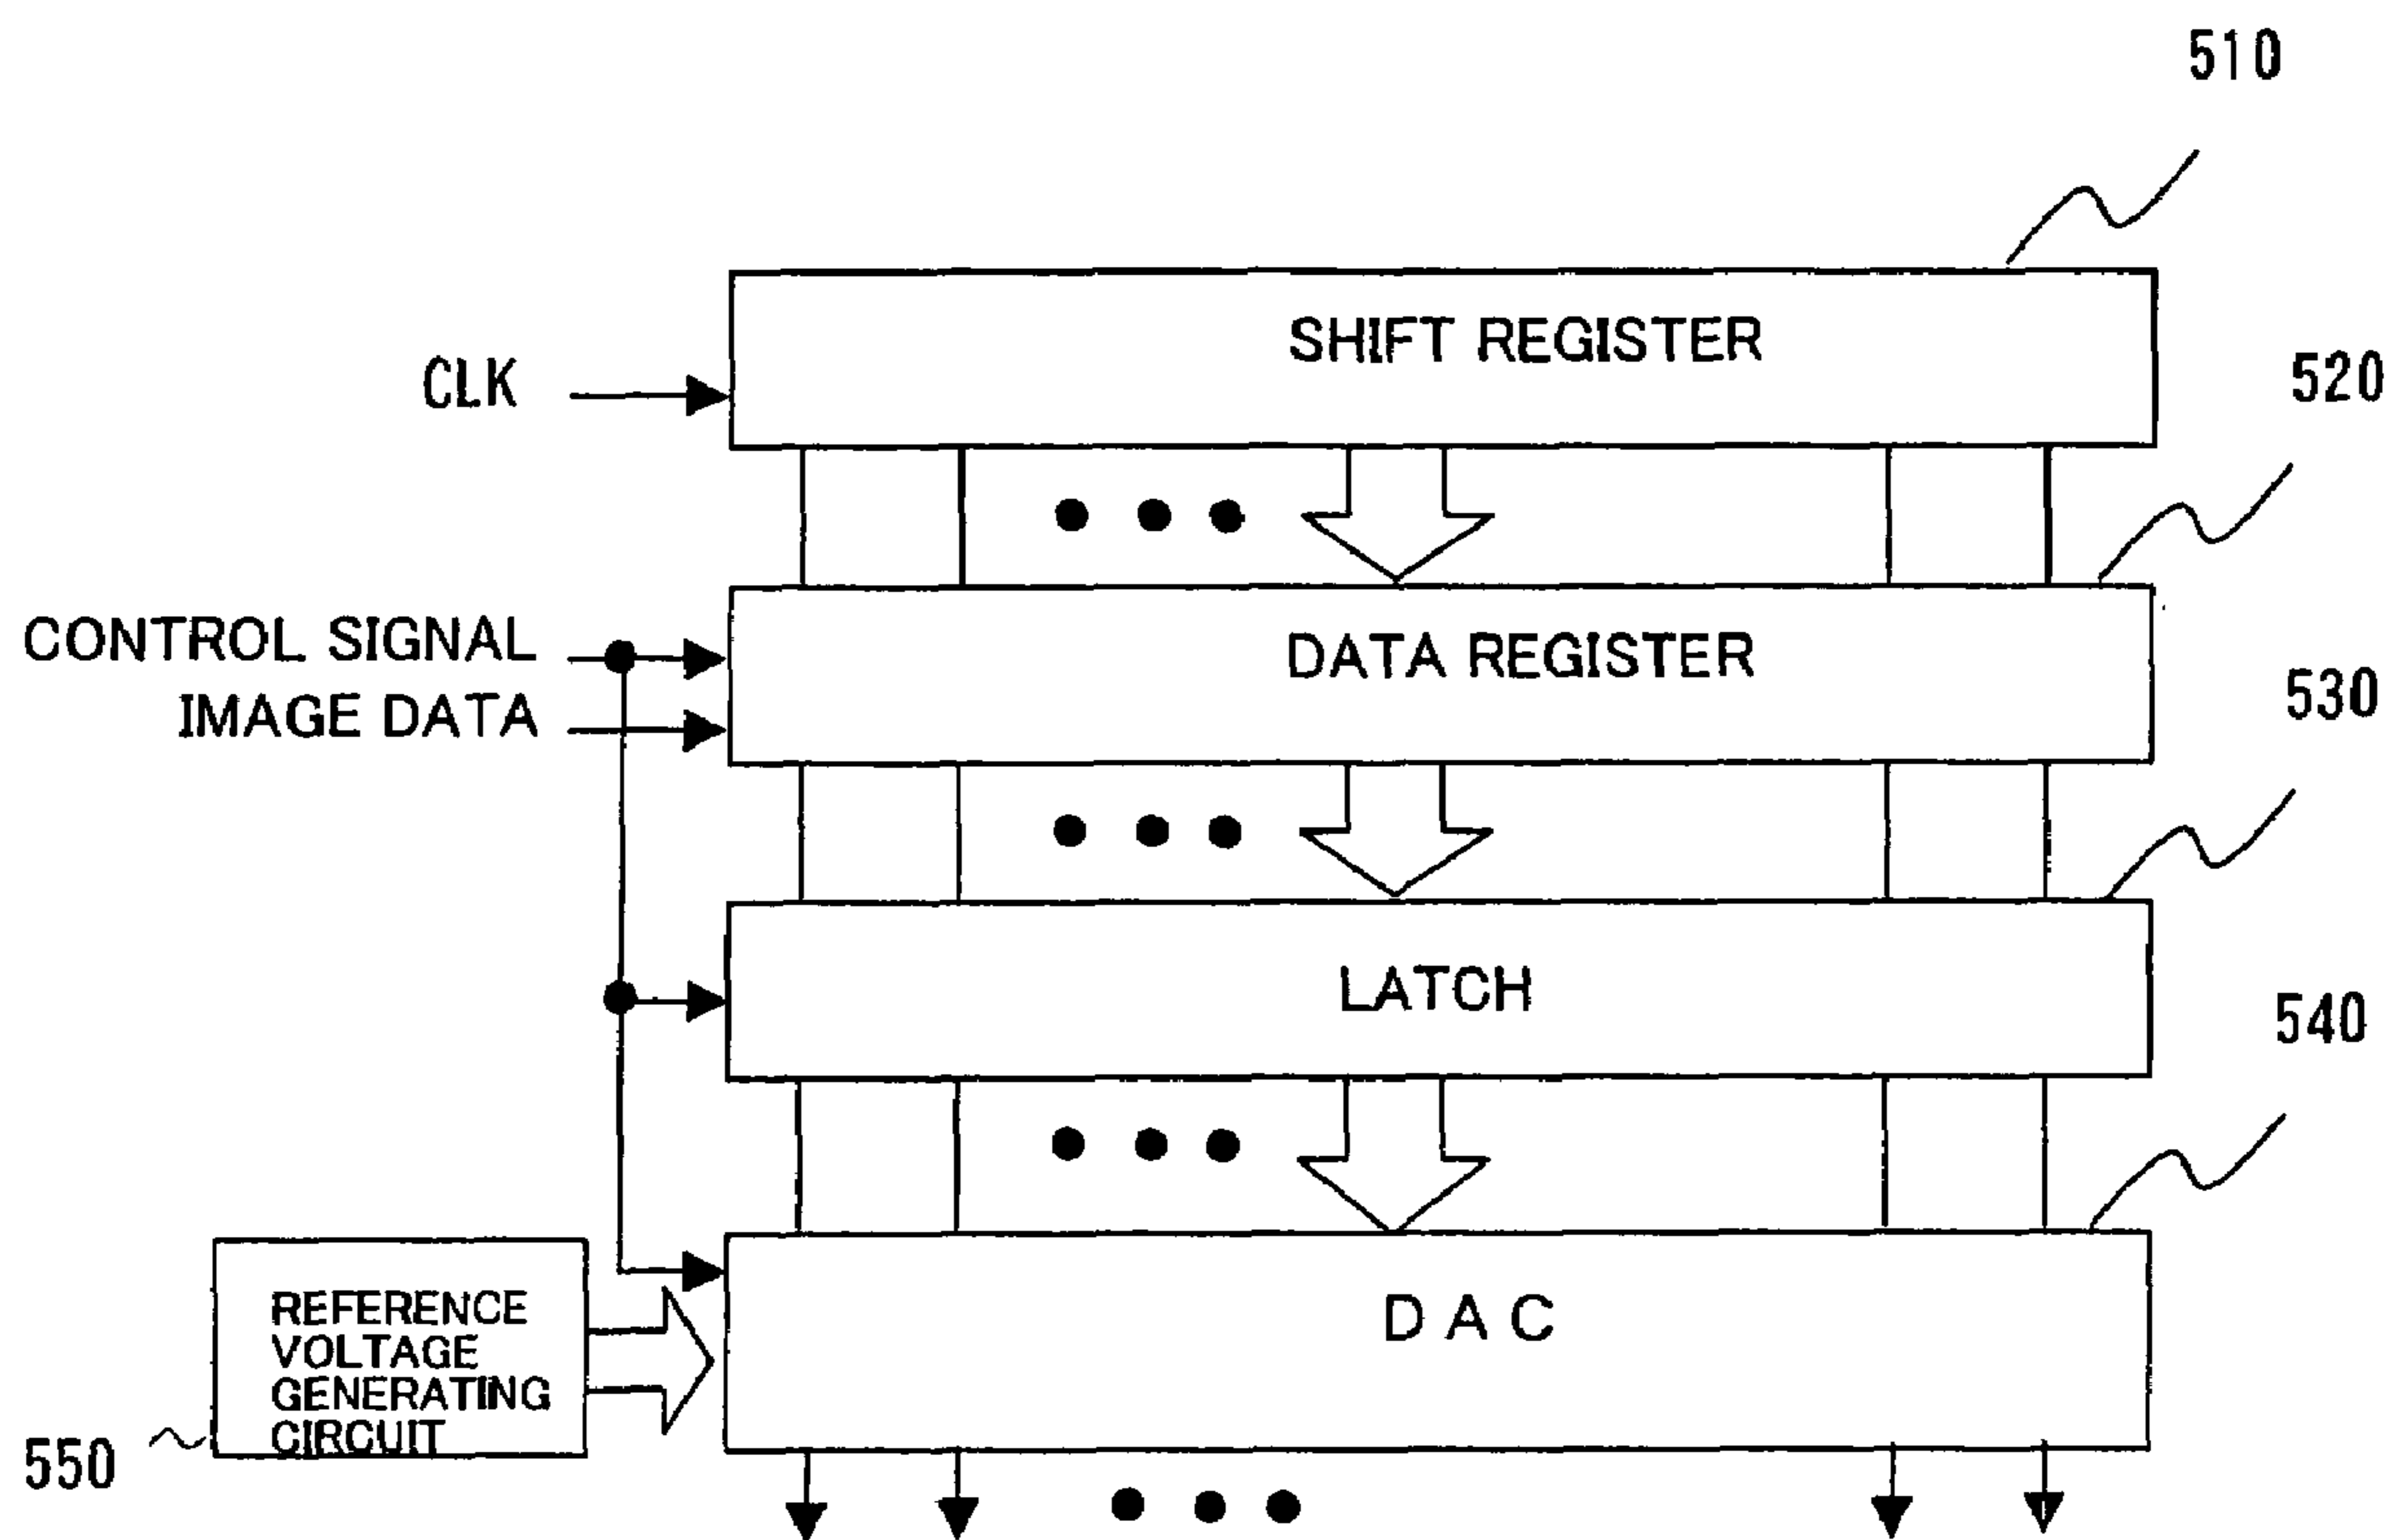 510
SHIFT REGISTER
520
CLK
CONTROL SIGNAL
DATA REGISTER
530
IMAGE DATA
LATCH
540
D A C
REFERENCE
VOLTAGE
GENERATING
CIRCUIT
550